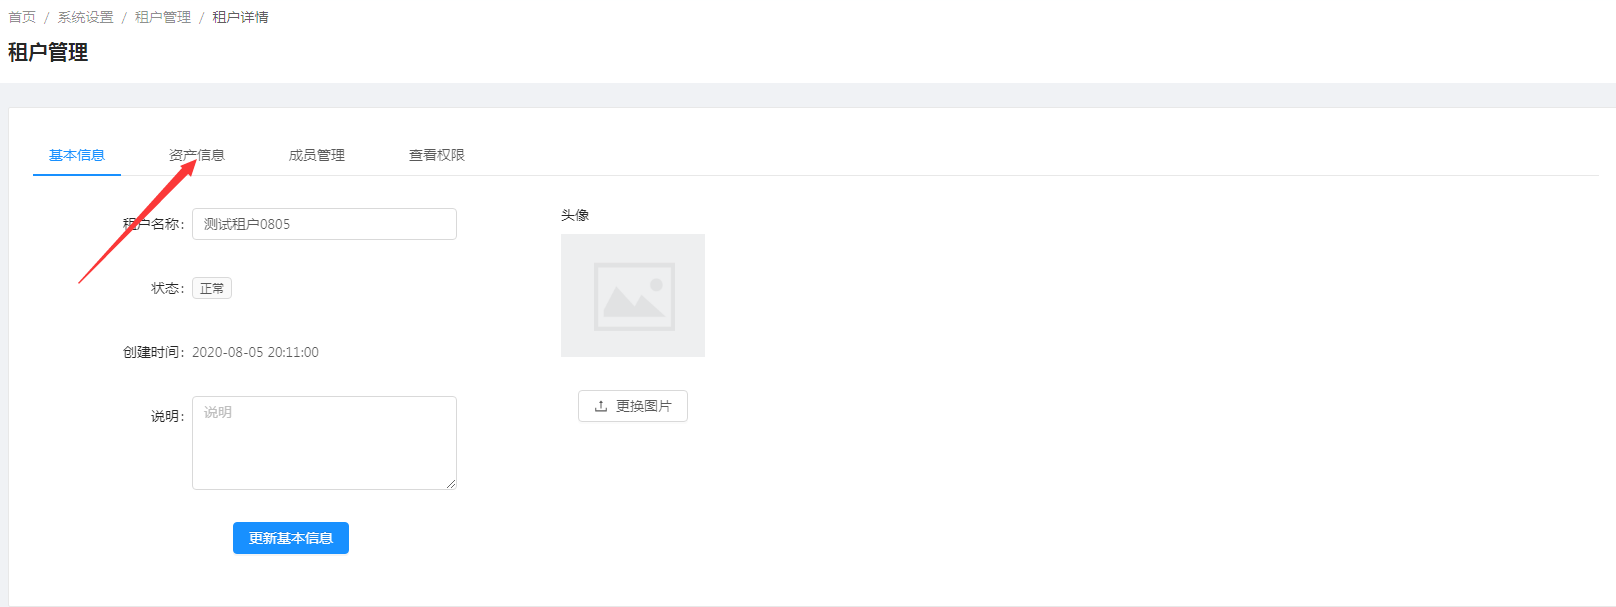 首页 / 系统设置 / 租户管理 / 租户详情
租户管理
基本信息 资产信息 成员管理 查看权限
租户名称: 测试租户0805
头像
状态: 正常
创建时间: 2020-08-05 20:11:00
更换图片
说明: 说明
更新基本信息